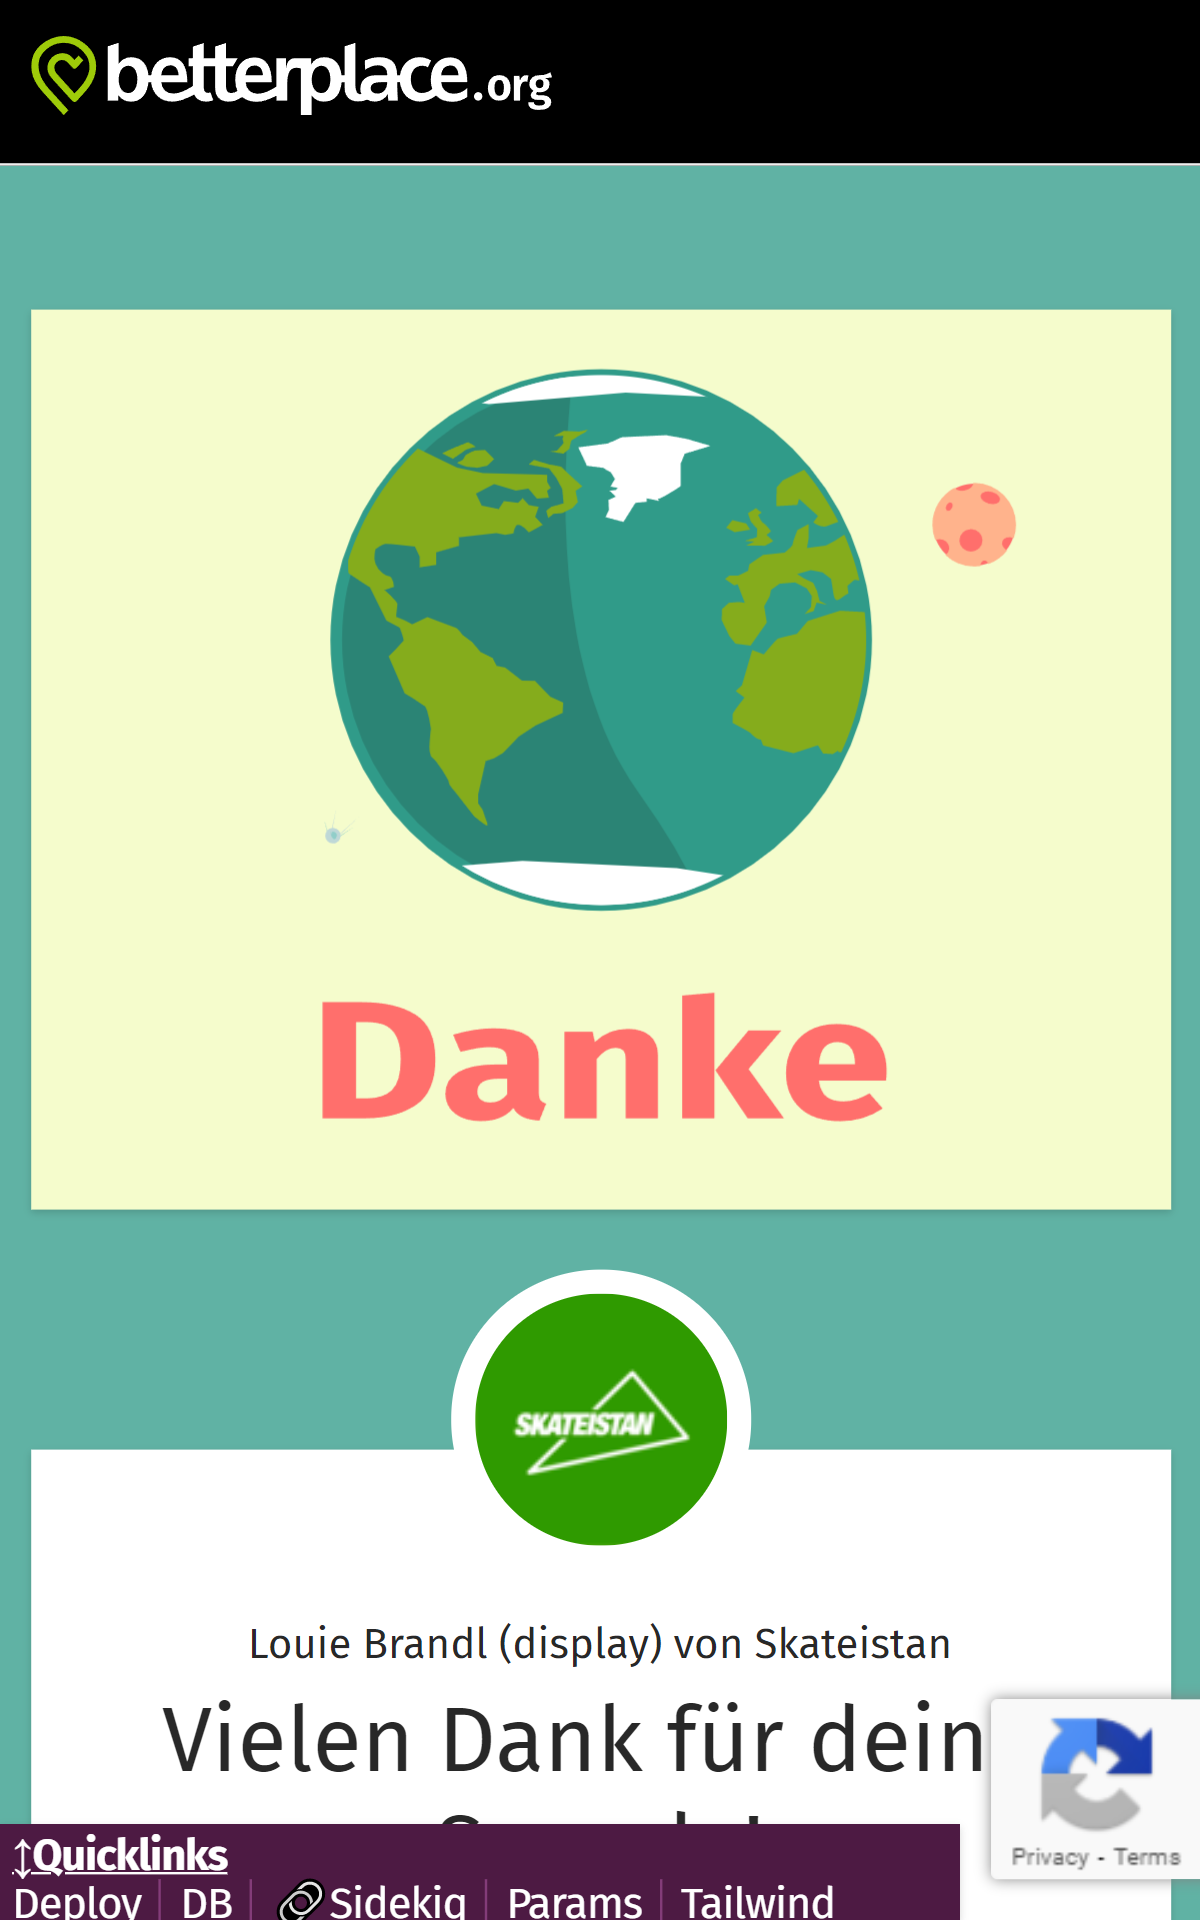 betterplace.org
Danke
SKATEISTAN
Louie Brandl (display) von Skateistan
Vielen Dank für dein
↕Quicklinks
Deploy | DB | 🔗Sidekiq | Params | Tailwind
Privacy - Terms